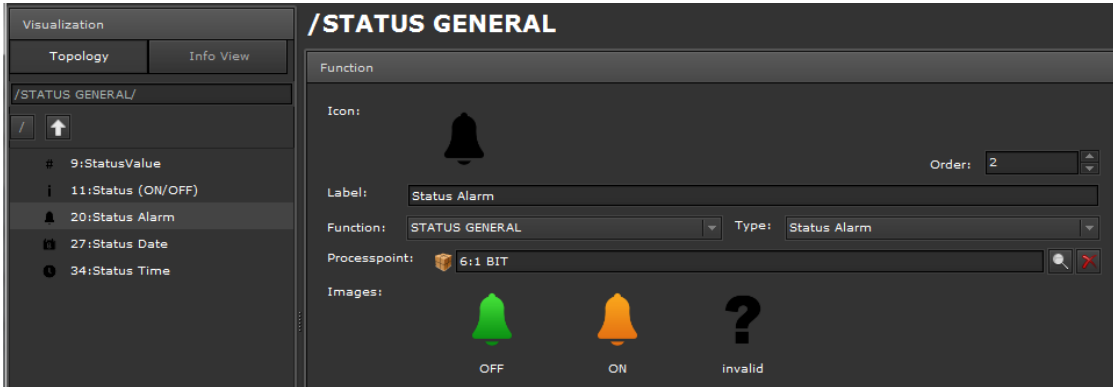 Visualization
Topology Info View
/STATUS GENERAL/
/
# 9:StatusValue
i 11:Status (ON/OFF)
20:Status Alarm
27:Status Date
34:Status Time
/STATUS GENERAL
Function
Icon:
Order: 2
Label: Status Alarm
Function: STATUS GENERAL Type: Status Alarm
Processpoint: 6:1 BIT
Images:
?
OFF ON invalid